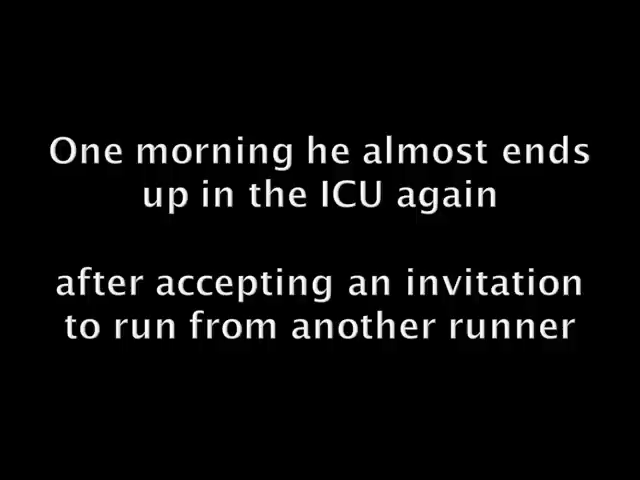 One morning he almost ends
up in the ICU again
after accepting an invitation
to run from another runner